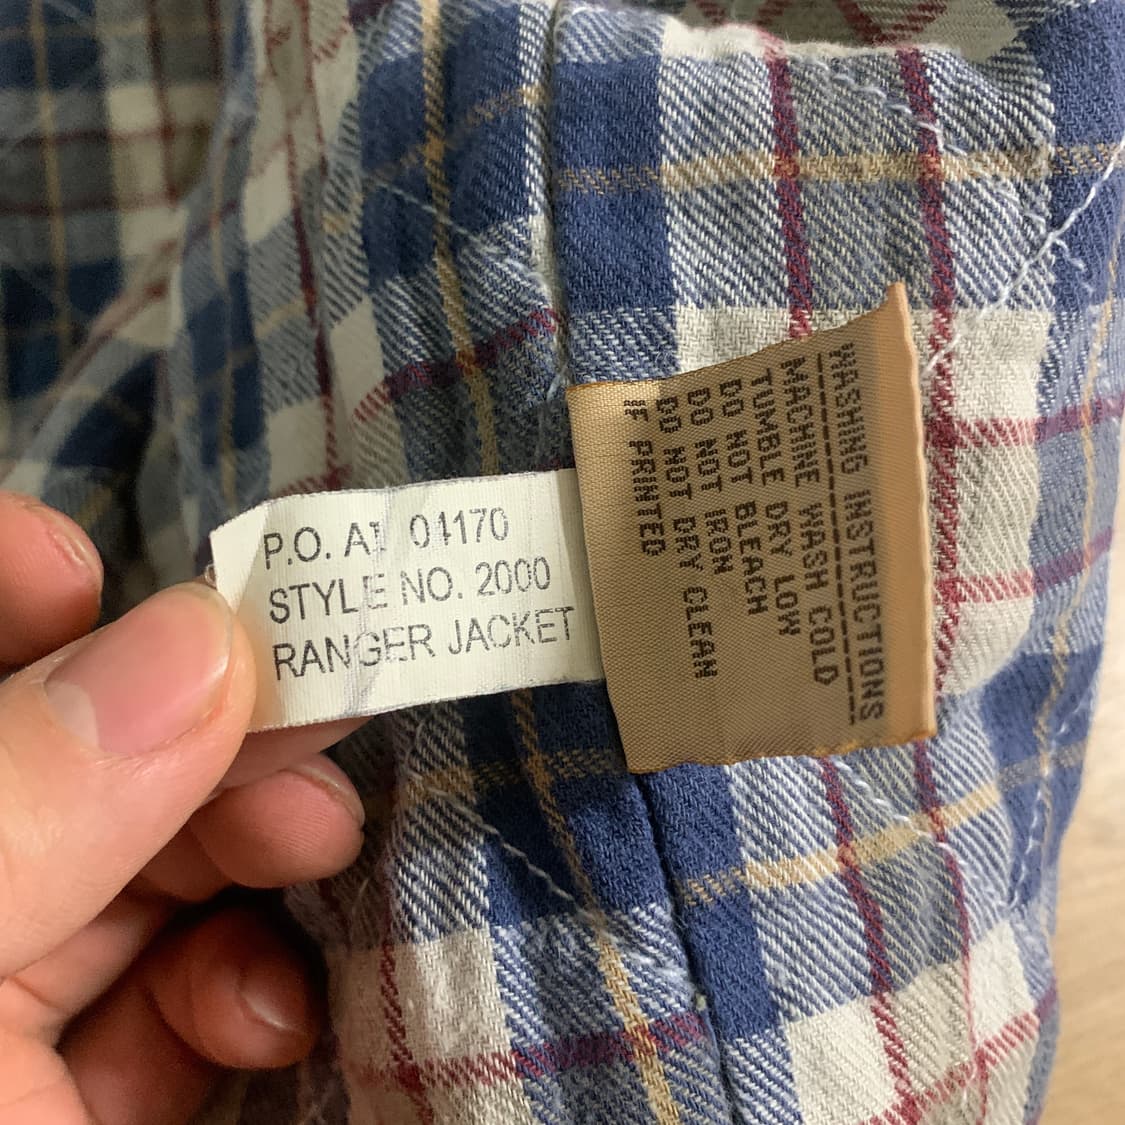 P.O. AI 04170
STYLE NO. 2000
RANGER JACKET
WASHING INSTRUCTIONS
MACHINE WASH COLD
TUMBLE DRY LOW
DO NOT BLEACH
DO NOT IRON
DO NOT DRY CLEAN
IF PRINTED